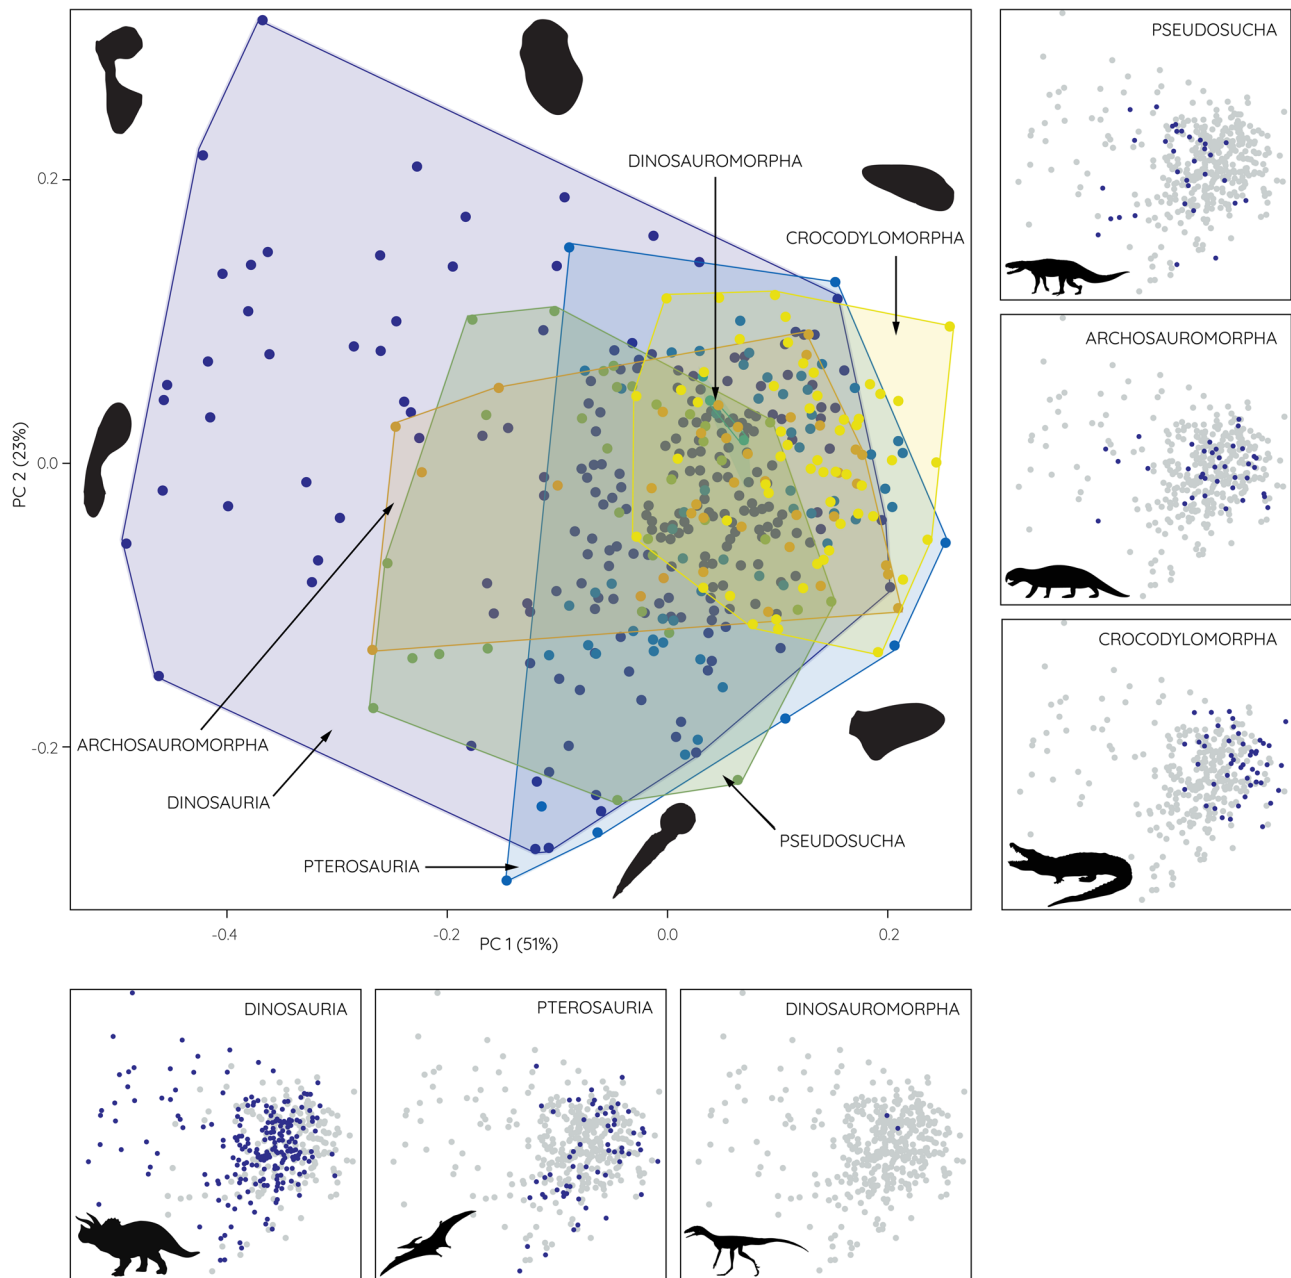 PSEUDOSUCHA
DINOSAUROMORPHA
0.2
CROCODYLOMORPHA
ARCHOSAUROMORPHA
PC 2 (23%)
0.0
CROCODYLOMORPHA
-0.2
ARCHOSAUROMORPHA
DINOSAURIA
PSEUDOSUCHA
PTEROSAURIA
-0.4
-0.2
0.0
0.2
PC 1 (51%)
DINOSAURIA
PTEROSAURIA
DINOSAUROMORPHA